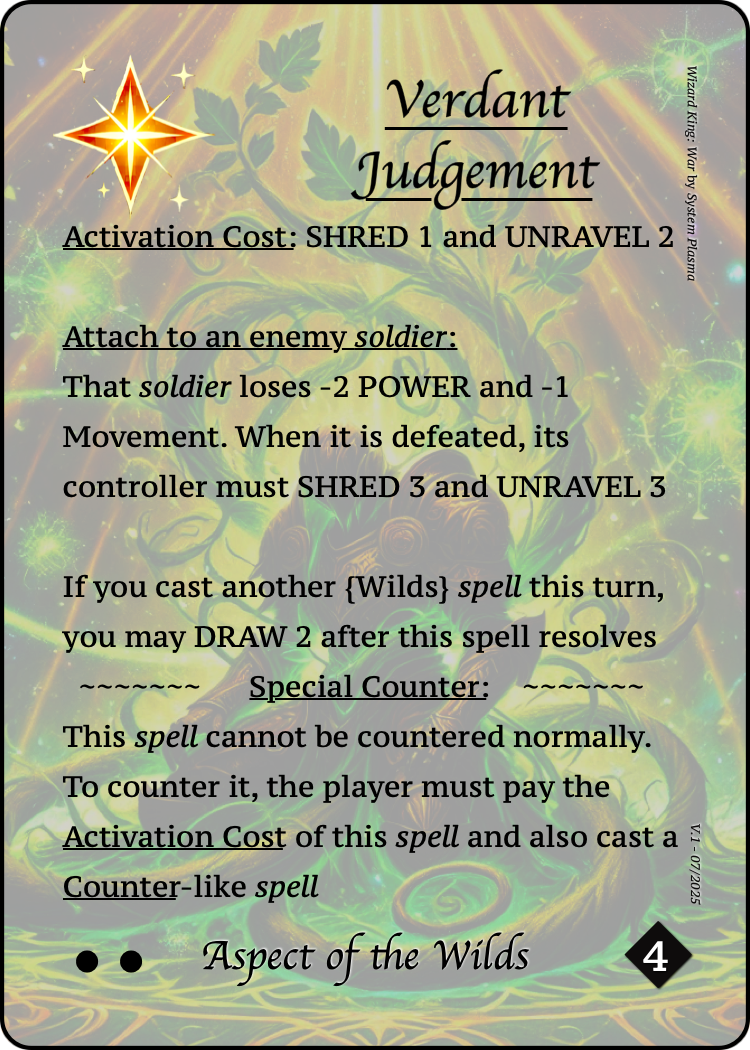 Verdant
Judgement
Wizard King: War by System Plasma
Activation Cost: SHRED 1 and UNRAVEL 2
Attach to an enemy soldier:
That soldier loses -2 POWER and -1
Movement. When it is defeated, its
controller must SHRED 3 and UNRAVEL 3
If you cast another {Wilds} spell this turn,
you may DRAW 2 after this spell resolves
~~~~~~~ Special Counter: ~~~~~~~
This spell cannot be countered normally.
To counter it, the player must pay the
Activation Cost of this spell and also cast a
Counter-like spell
V.1 - 07/2025
Aspect of the Wilds
4